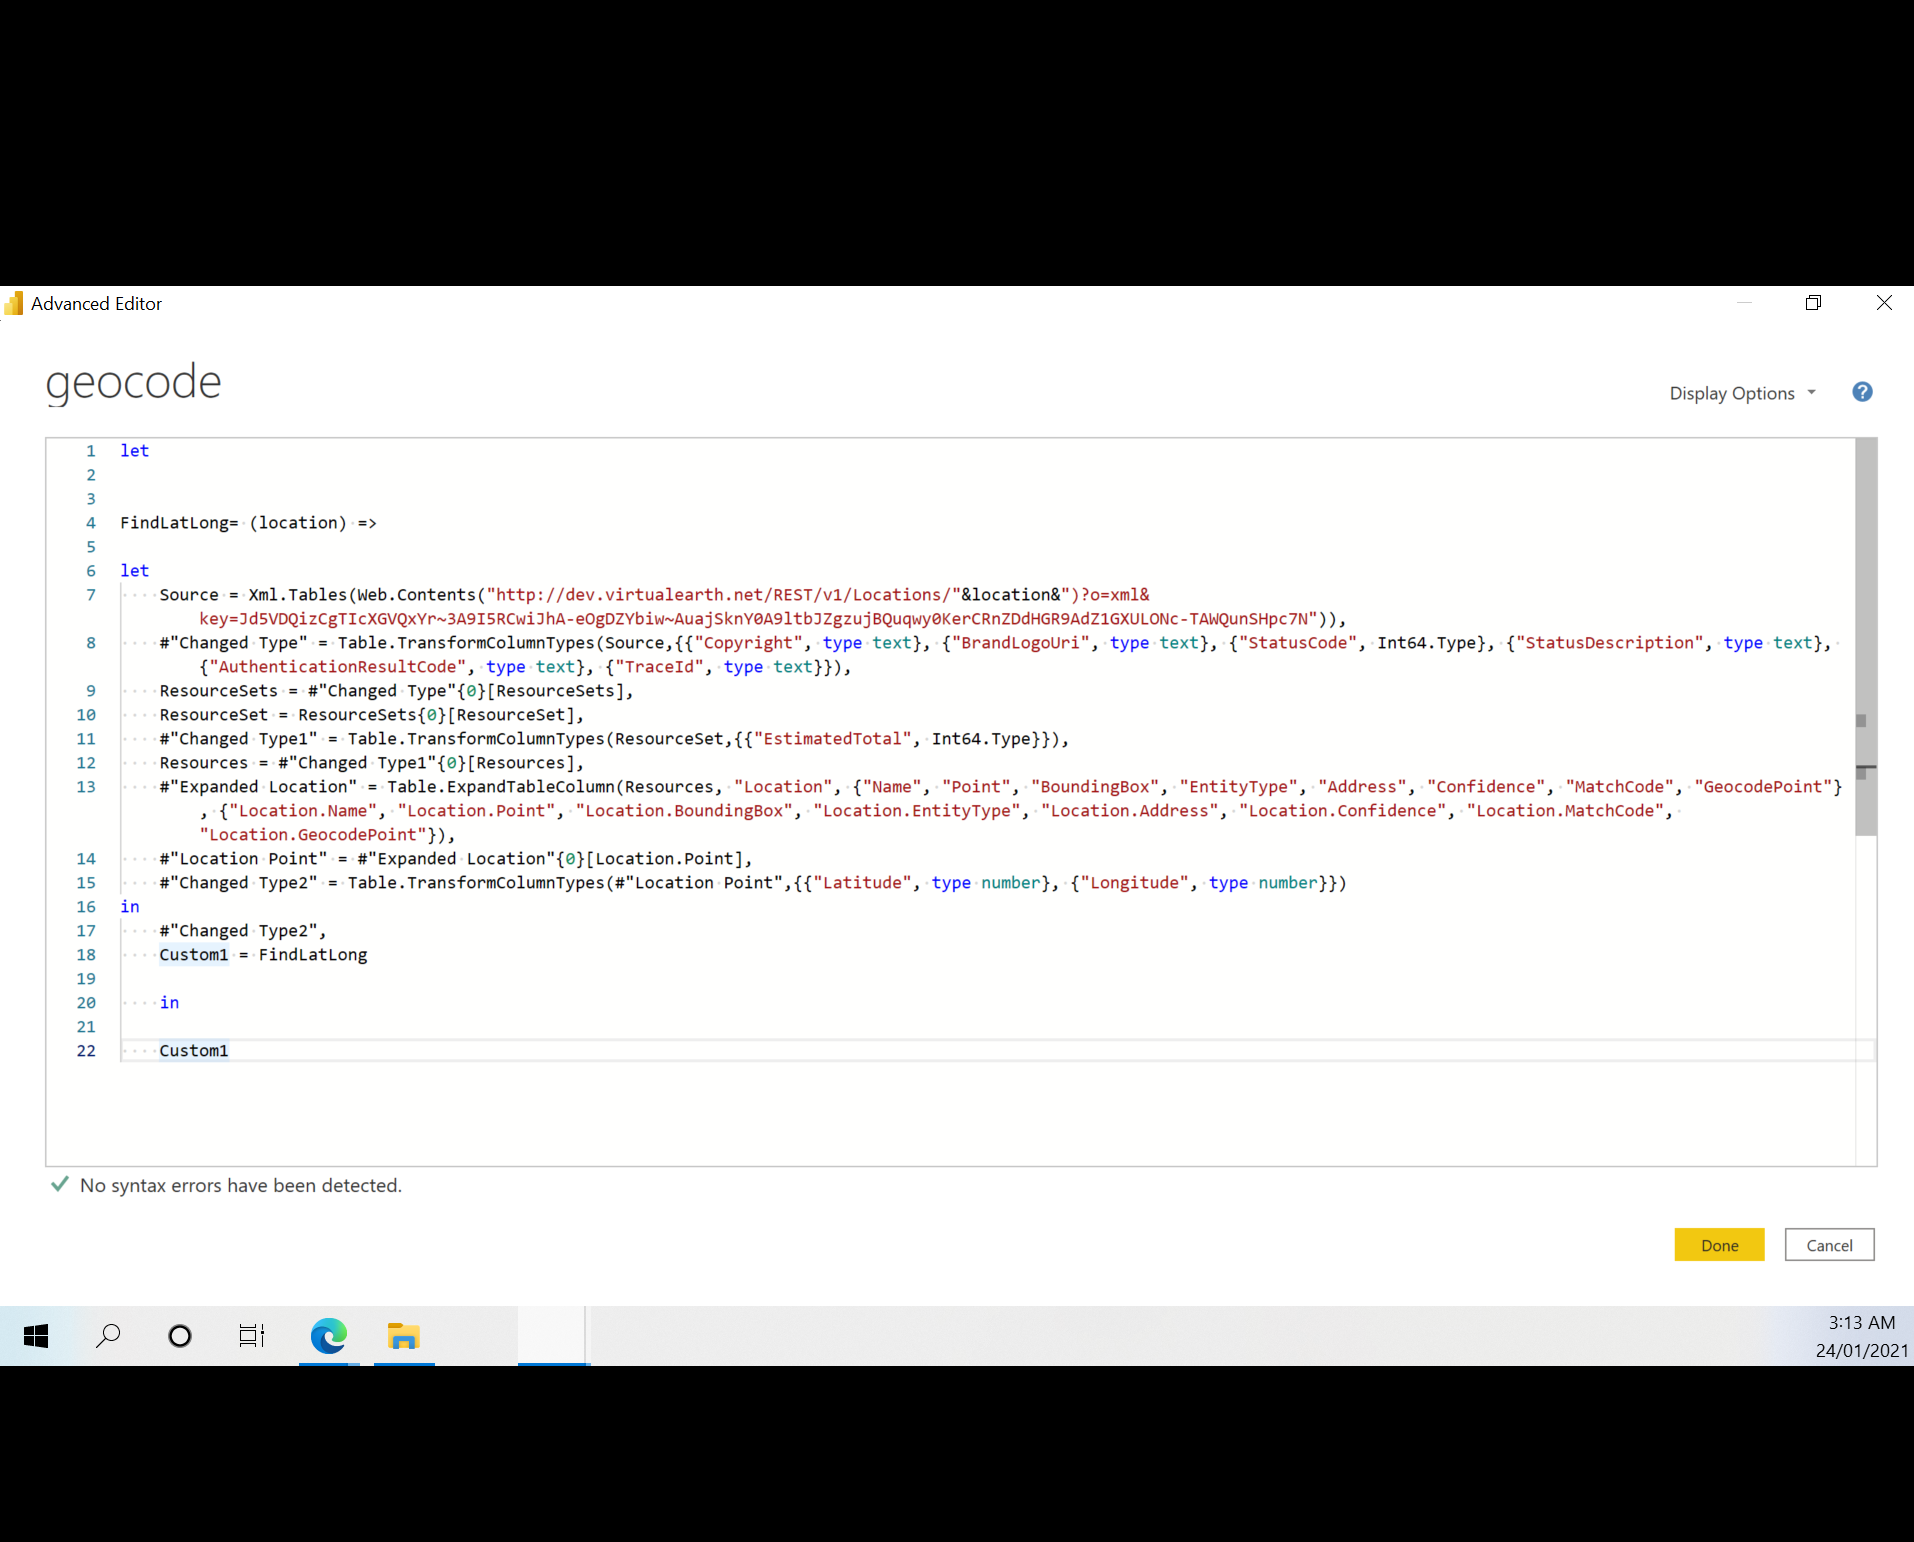 Advanced Editor
geocode
Display Options
?
1 let
2
3
4 FindLatLong= (location) =>
5
6 let
7 Source = Xml.Tables(Web.Contents("http://dev.virtualearth.net/REST/v1/Locations/"&location&")?o=xml&
key=Jd5VDQizCgTIcXGVQxYr~3A9I5RCwiJhA-eOgDZYbiw~AuajSknY0A9ltbJZgzujBQuqwy0KerCRnZDdHGR9AdZ1GXULONc-TAWQunSHpc7N")),
8 #"Changed Type" = Table.TransformColumnTypes(Source,{{"Copyright", type text}, {"BrandLogoUri", type text}, {"StatusCode", Int64.Type}, {"StatusDescription", type text},
{"AuthenticationResultCode", type text}, {"TraceId", type text}}),
9 ResourceSets = #"Changed Type"{0}[ResourceSets],
10 ResourceSet = ResourceSets{0}[ResourceSet],
11 #"Changed Type1" = Table.TransformColumnTypes(ResourceSet,{{"EstimatedTotal", Int64.Type}}),
12 Resources = #"Changed Type1"{0}[Resources],
13 #"Expanded Location" = Table.ExpandTableColumn(Resources, "Location", {"Name", "Point", "BoundingBox", "EntityType", "Address", "Confidence", "MatchCode", "GeocodePoint"}
, {"Location.Name", "Location.Point", "Location.BoundingBox", "Location.EntityType", "Location.Address", "Location.Confidence", "Location.MatchCode",
"Location.GeocodePoint"}),
14 #"Location Point" = #"Expanded Location"{0}[Location.Point],
15 #"Changed Type2" = Table.TransformColumnTypes(#"Location Point",{{"Latitude", type number}, {"Longitude", type number}})
16 in
17 #"Changed Type2",
18 Custom1 = FindLatLong
19
20 in
21
22 Custom1
No syntax errors have been detected.
Done
Cancel
3:13 AM
24/01/2021